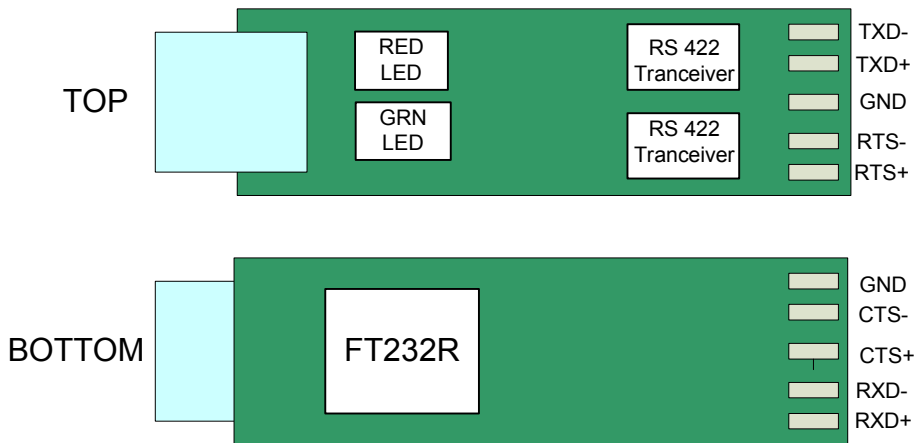 TOP
RED
LED
GRN
LED
RS 422
Tranceiver
RS 422
Tranceiver
TXD-
TXD+
GND
RTS-
RTS+
BOTTOM
FT232R
GND
CTS-
CTS+
RXD-
RXD+